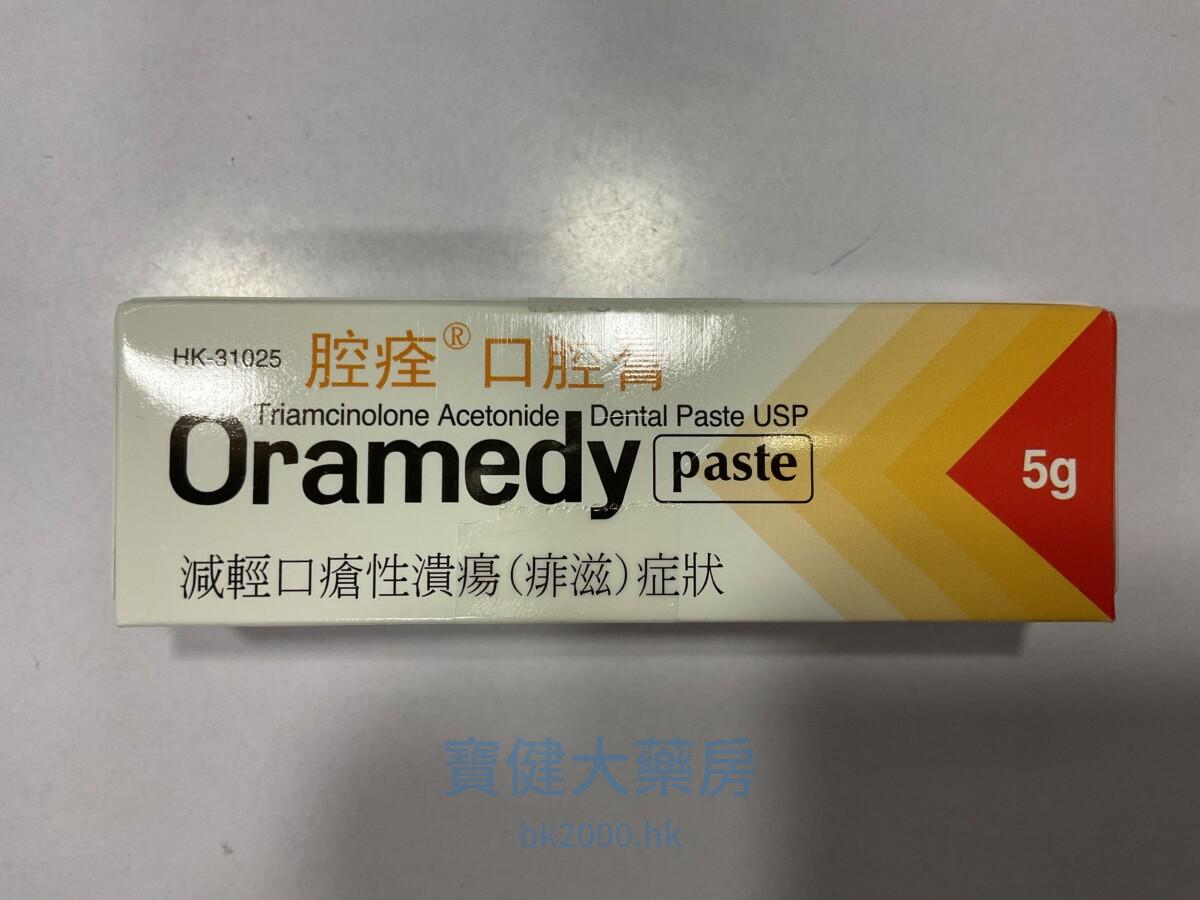 HK-31025
腔痊® 口腔膏
Triamcinolone Acetonide Dental Paste USP
Oramedy paste
5g
減輕口瘡性潰瘍(痱滋)症狀
寶健大藥房
bk2000.hk